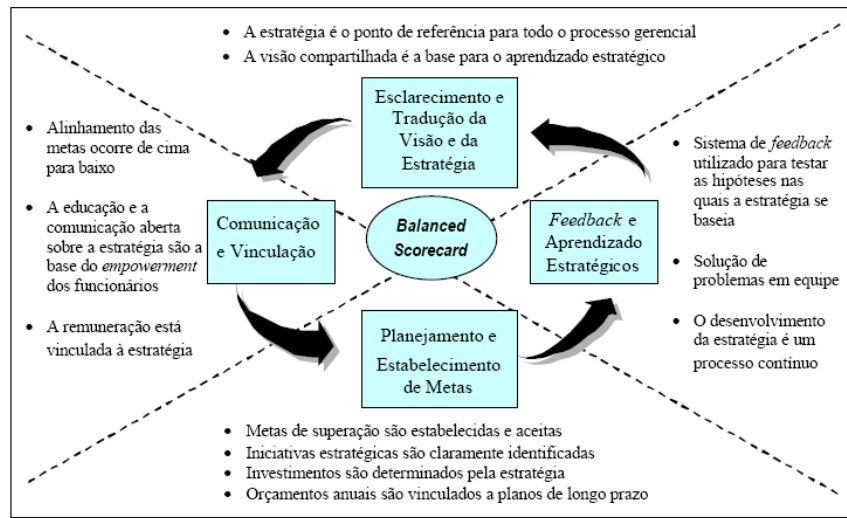 • A estratégia é o ponto de referência para todo o processo gerencial
• A visão compartilhada é a base para o aprendizado estratégico
Esclarecimento e
Tradução da
Visão e da
Estratégia
• Alinhamento das
metas ocorre de cima
para baixo
• A educação e a
comunicação aberta
sobre a estratégia são a
base do empowerment
dos funcionários
• A remuneração está
vinculada à estratégia
Comunicação
e Vinculação
Balanced
Scorecard
Feedback e
Aprendizado
Estratégicos
• Sistema de feedback
utilizado para testar
as hipóteses nas
quais a estratégia se
baseia
• Solução de
problemas em equipe
• O desenvolvimento
da estratégia é um
processo contínuo
Planejamento e
Estabelecimento
de Metas
• Metas de superação são estabelecidas e aceitas
• Iniciativas estratégicas são claramente identificadas
• Investimentos são determinados pela estratégia
• Orçamentos anuais são vinculados a planos de longo prazo